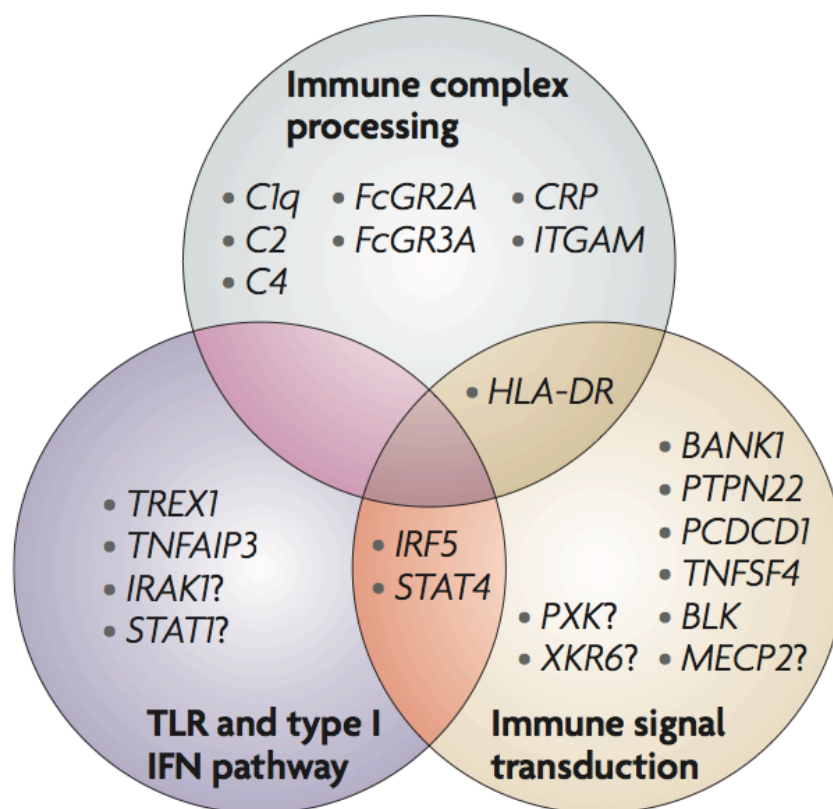 Immune complex
processing
• C1q • FcGR2A • CRP
• C2 • FcGR3A • ITGAM
• C4
• HLA-DR
• TREX1
• TNFAIP3
• IRAK1?
• STAT1?
• IRF5
• STAT4
• BANK1
• PTPN22
• PCDCD1
• TNFSF4
• PXK? • BLK
• XKR6? • MECP2?
TLR and type I
IFN pathway
Immune signal
transduction